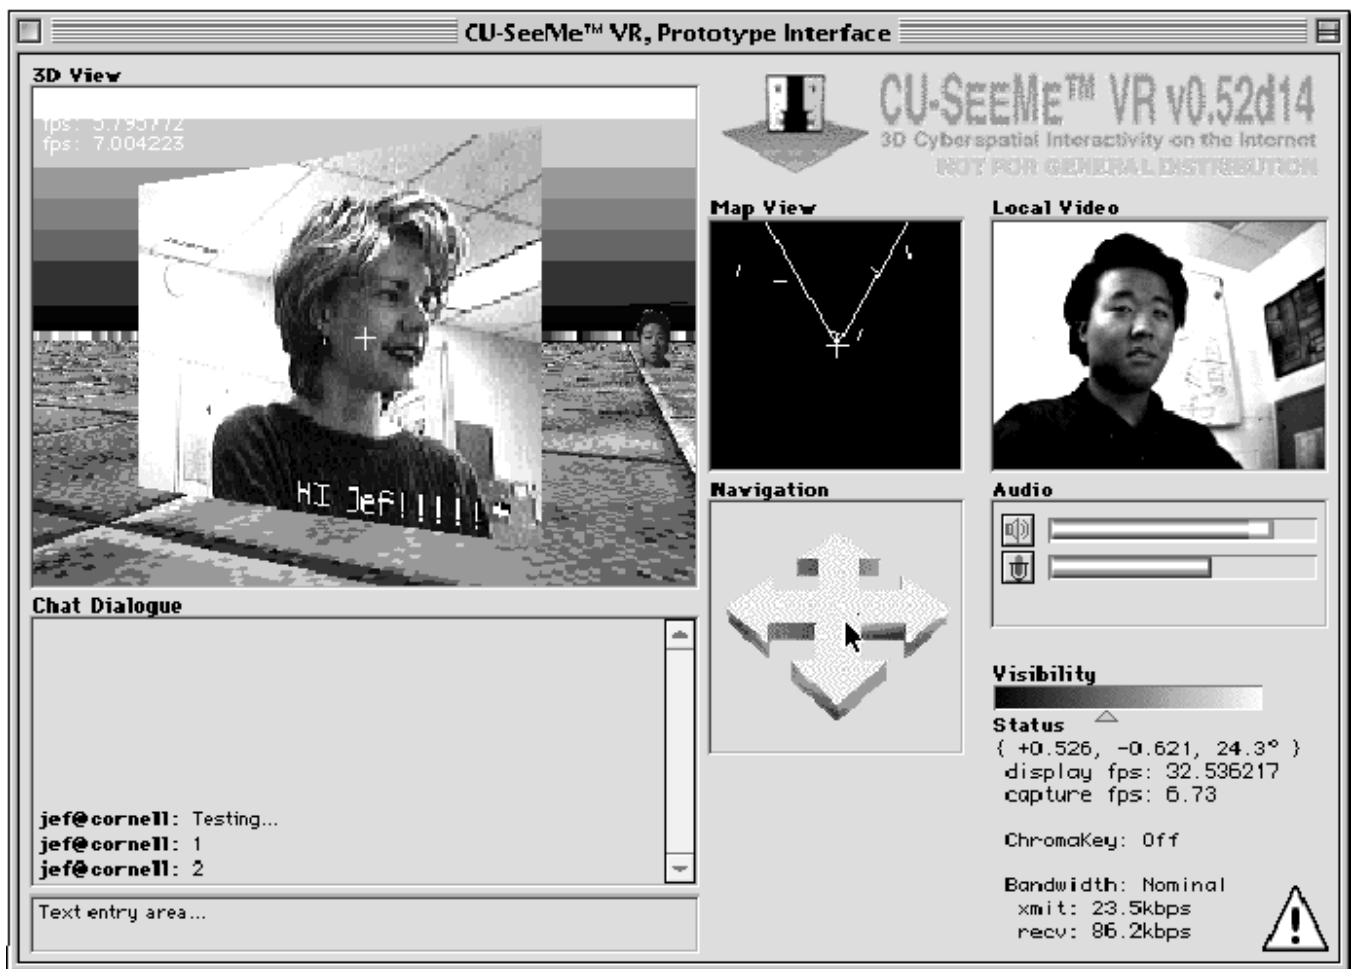 CU-SeeMe™ VR, Prototype Interface
3D View
fps: 5.795772
fps: 7.004223
HI Jef!!!!!
CU-SEEME™ VR v0.52d14
3D Cyberspatial Interactivity on the Internet
NOT FOR GENERAL DISTRIBUTION
Map View
Local Video
Navigation
Audio
Chat Dialogue
jef@cornell: Testing...
jef@cornell: 1
jef@cornell: 2
Text entry area...
Visibility
Status
{ +0.526, -0.621, 24.3° }
display fps: 32.536217
capture fps: 6.73
ChromaKey: Off
Bandwidth: Nominal
xmit: 23.5kbps
recv: 86.2kbps